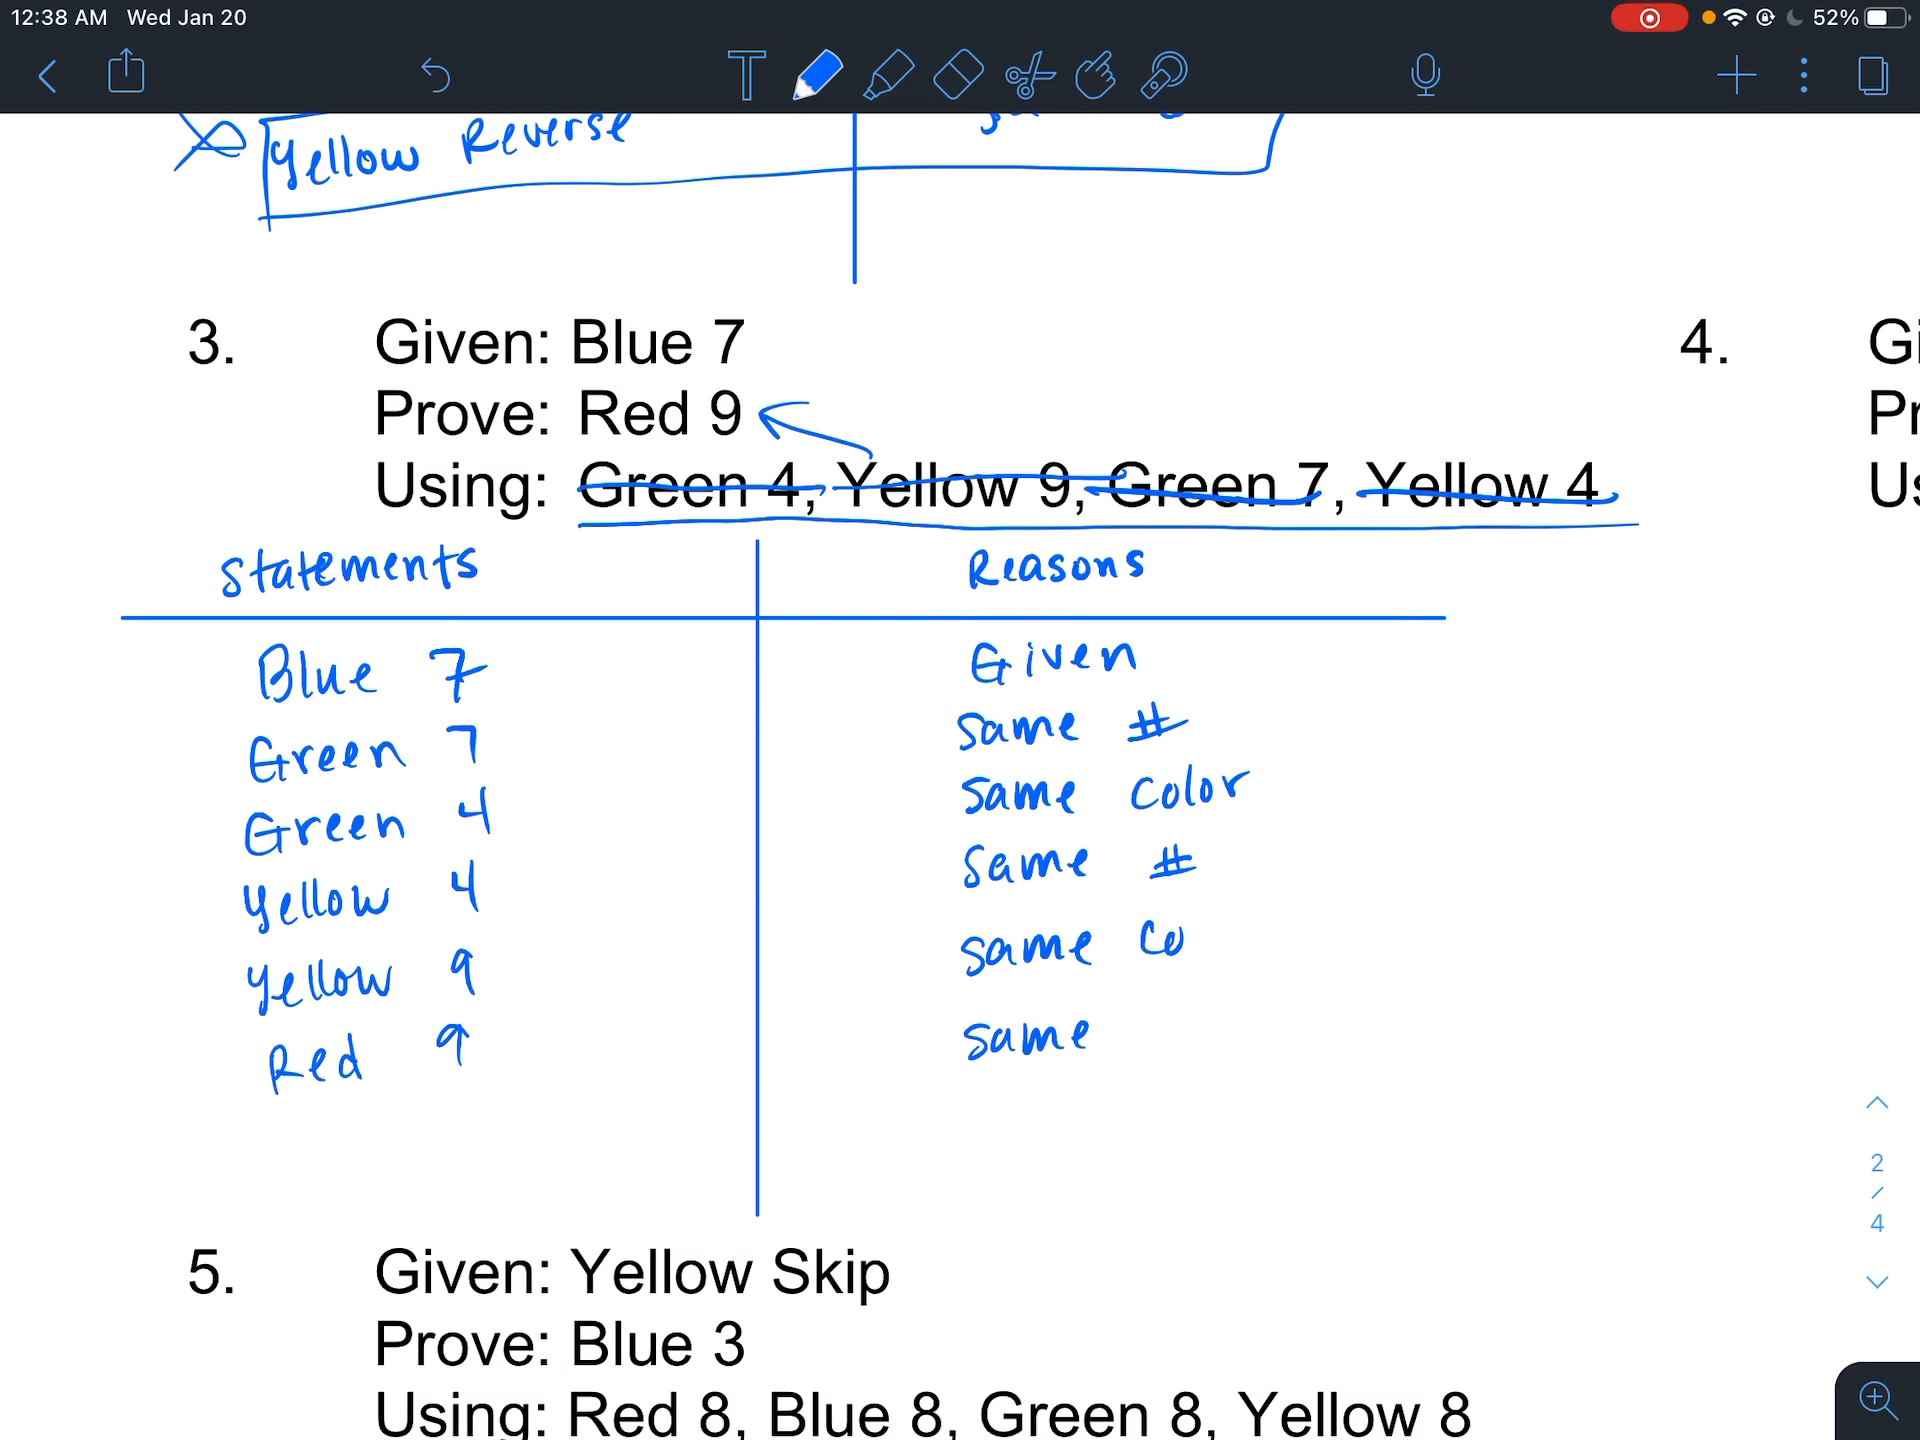 12:38 AM Wed Jan 20
52%
Yellow Reverse
3. Given: Blue 7
Prove: Red 9
Using: Green 4, Yellow 9, Green 7, Yellow 4
4. Gi
Pr
Us
Statements Reasons
Blue 7 Given
Green 7 Same #
Green 4 Same Color
Yellow 4 Same #
Yellow 9 Same Co
Red 9 Same
2
/
4
5. Given: Yellow Skip
Prove: Blue 3
Using: Red 8, Blue 8, Green 8, Yellow 8